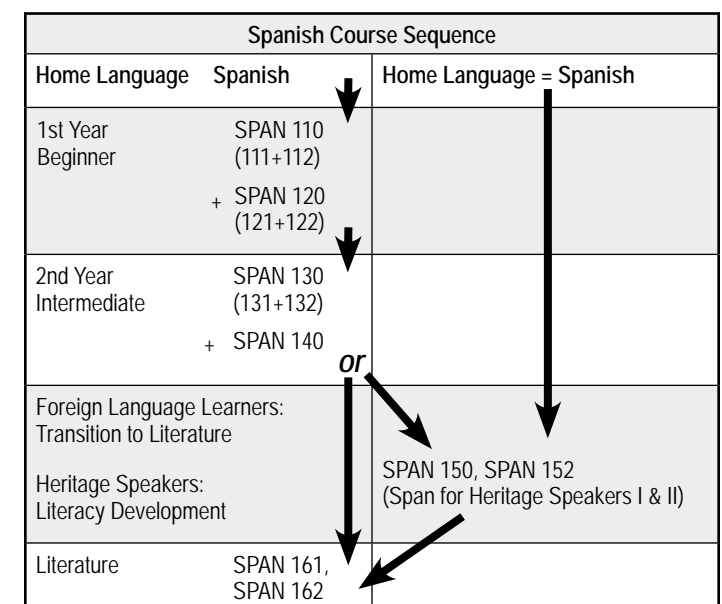 Spanish Course Sequence
Home Language Spanish
Home Language = Spanish
1st Year
Beginner
SPAN 110
(111+112)
+ SPAN 120
(121+122)
2nd Year
Intermediate
SPAN 130
(131+132)
+ SPAN 140
or
Foreign Language Learners:
Transition to Literature
Heritage Speakers:
Literacy Development
SPAN 150, SPAN 152
(Span for Heritage Speakers I & II)
Literature
SPAN 161,
SPAN 162